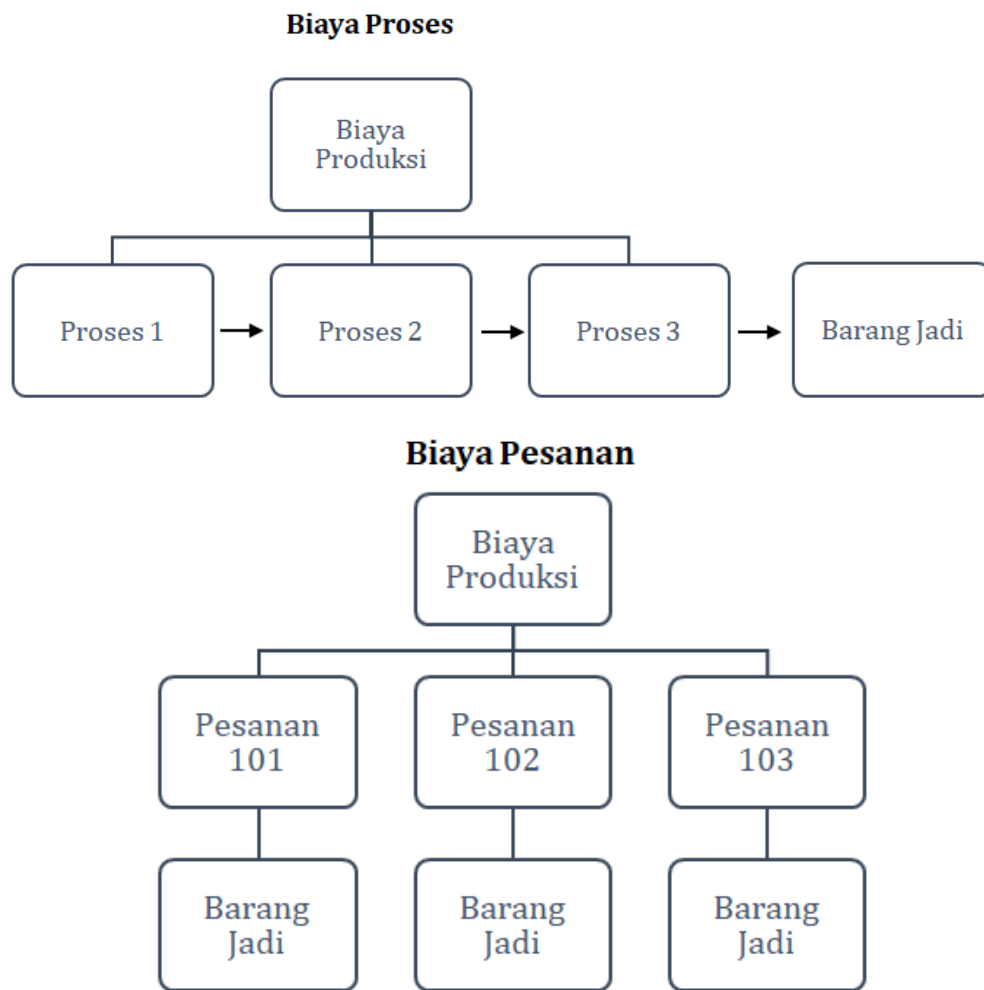 Biaya Proses
Biaya
Produksi
Proses 1
Proses 2
Proses 3
Barang Jadi
Biaya Pesanan
Biaya
Produksi
Pesanan
101
Pesanan
102
Pesanan
103
Barang
Jadi
Barang
Jadi
Barang
Jadi